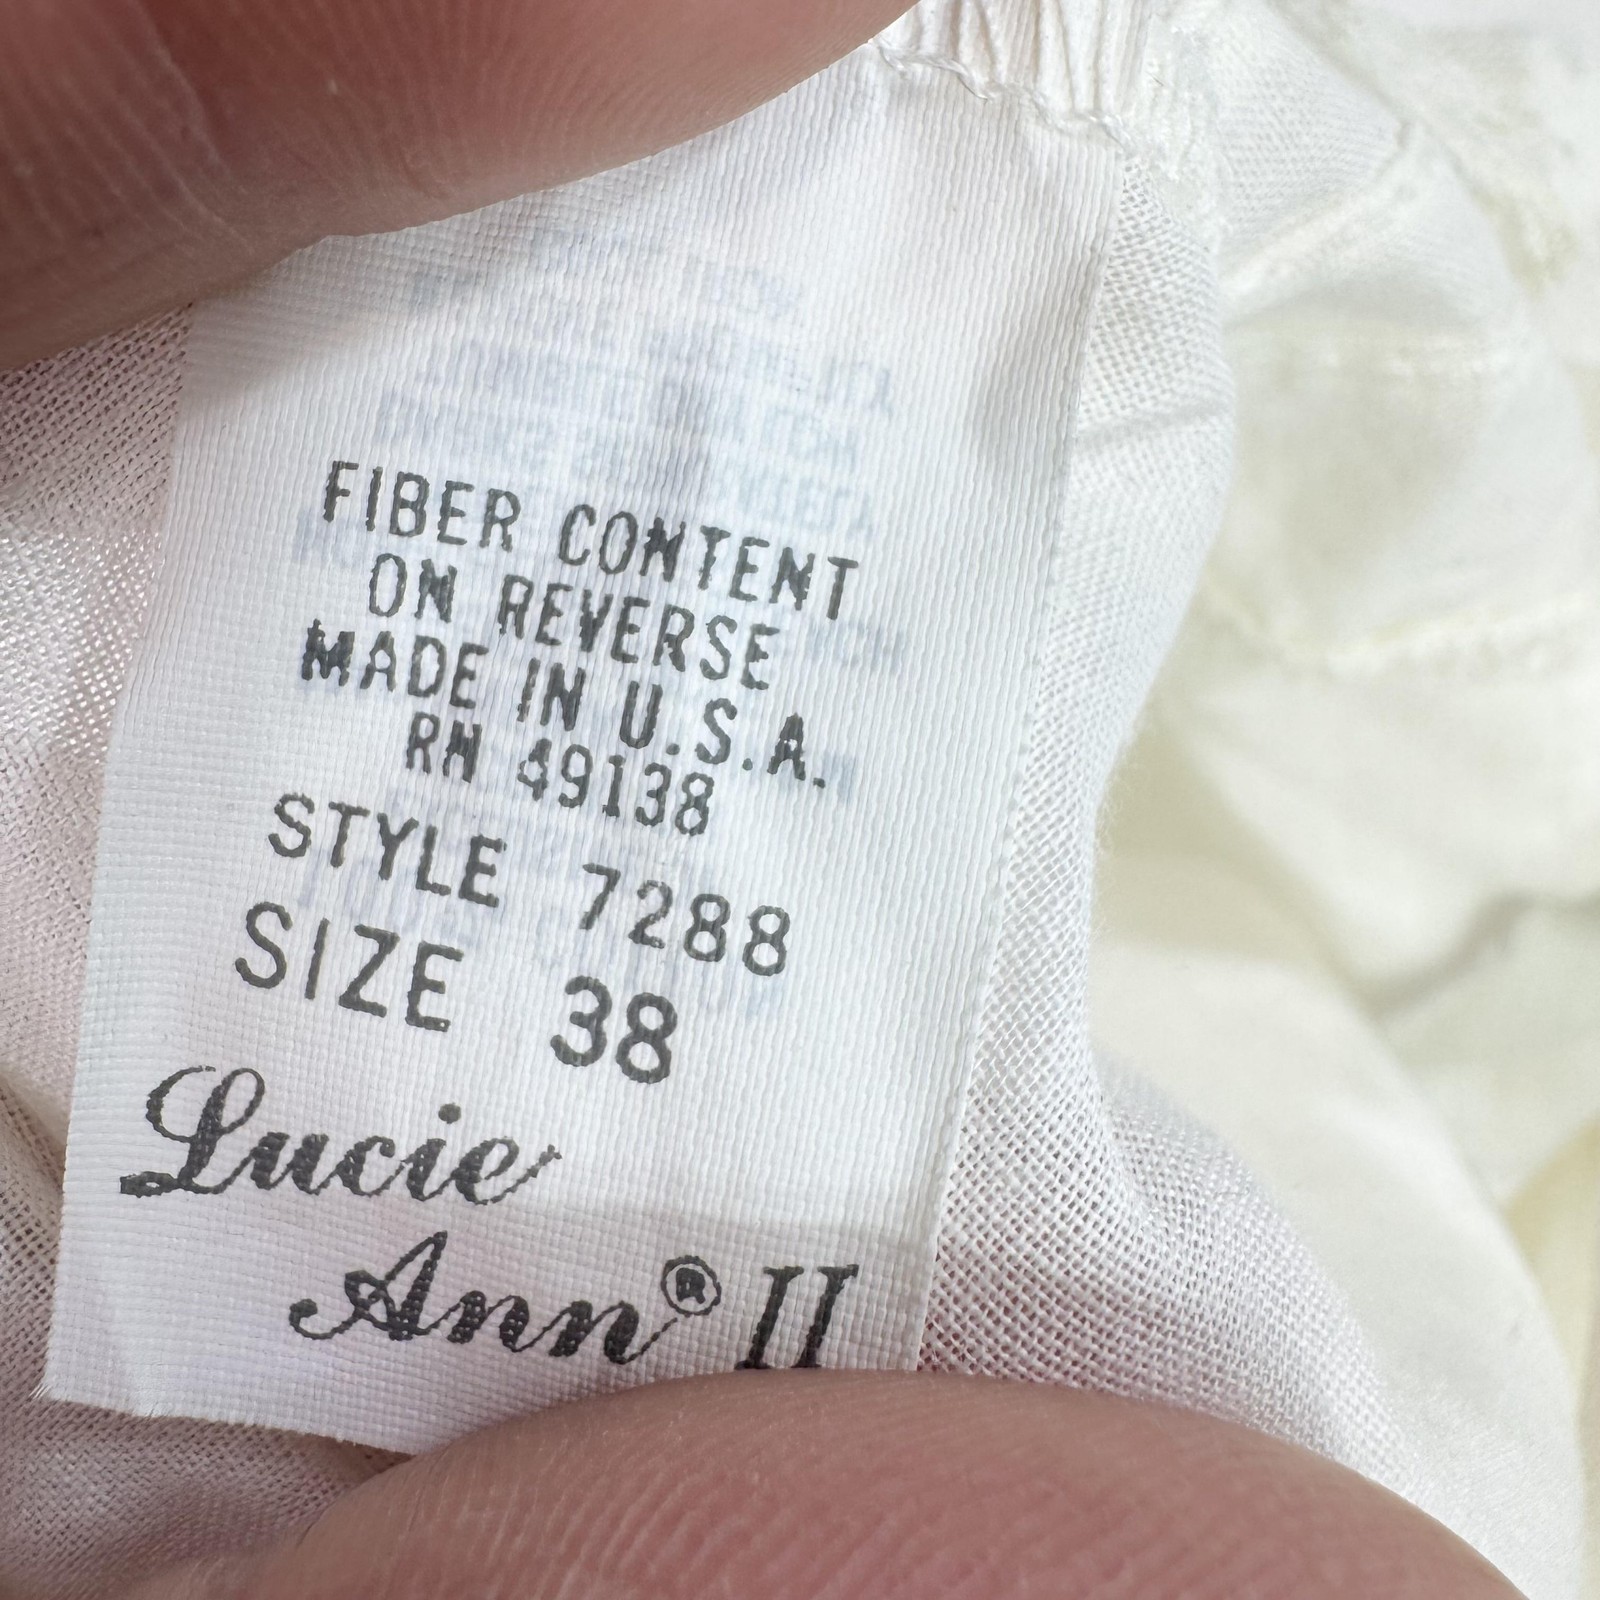 FIBER CONTENT
ON REVERSE
MADE IN U.S.A.
RN 49138
STYLE 7288
SIZE 38
Lucie
Ann® II